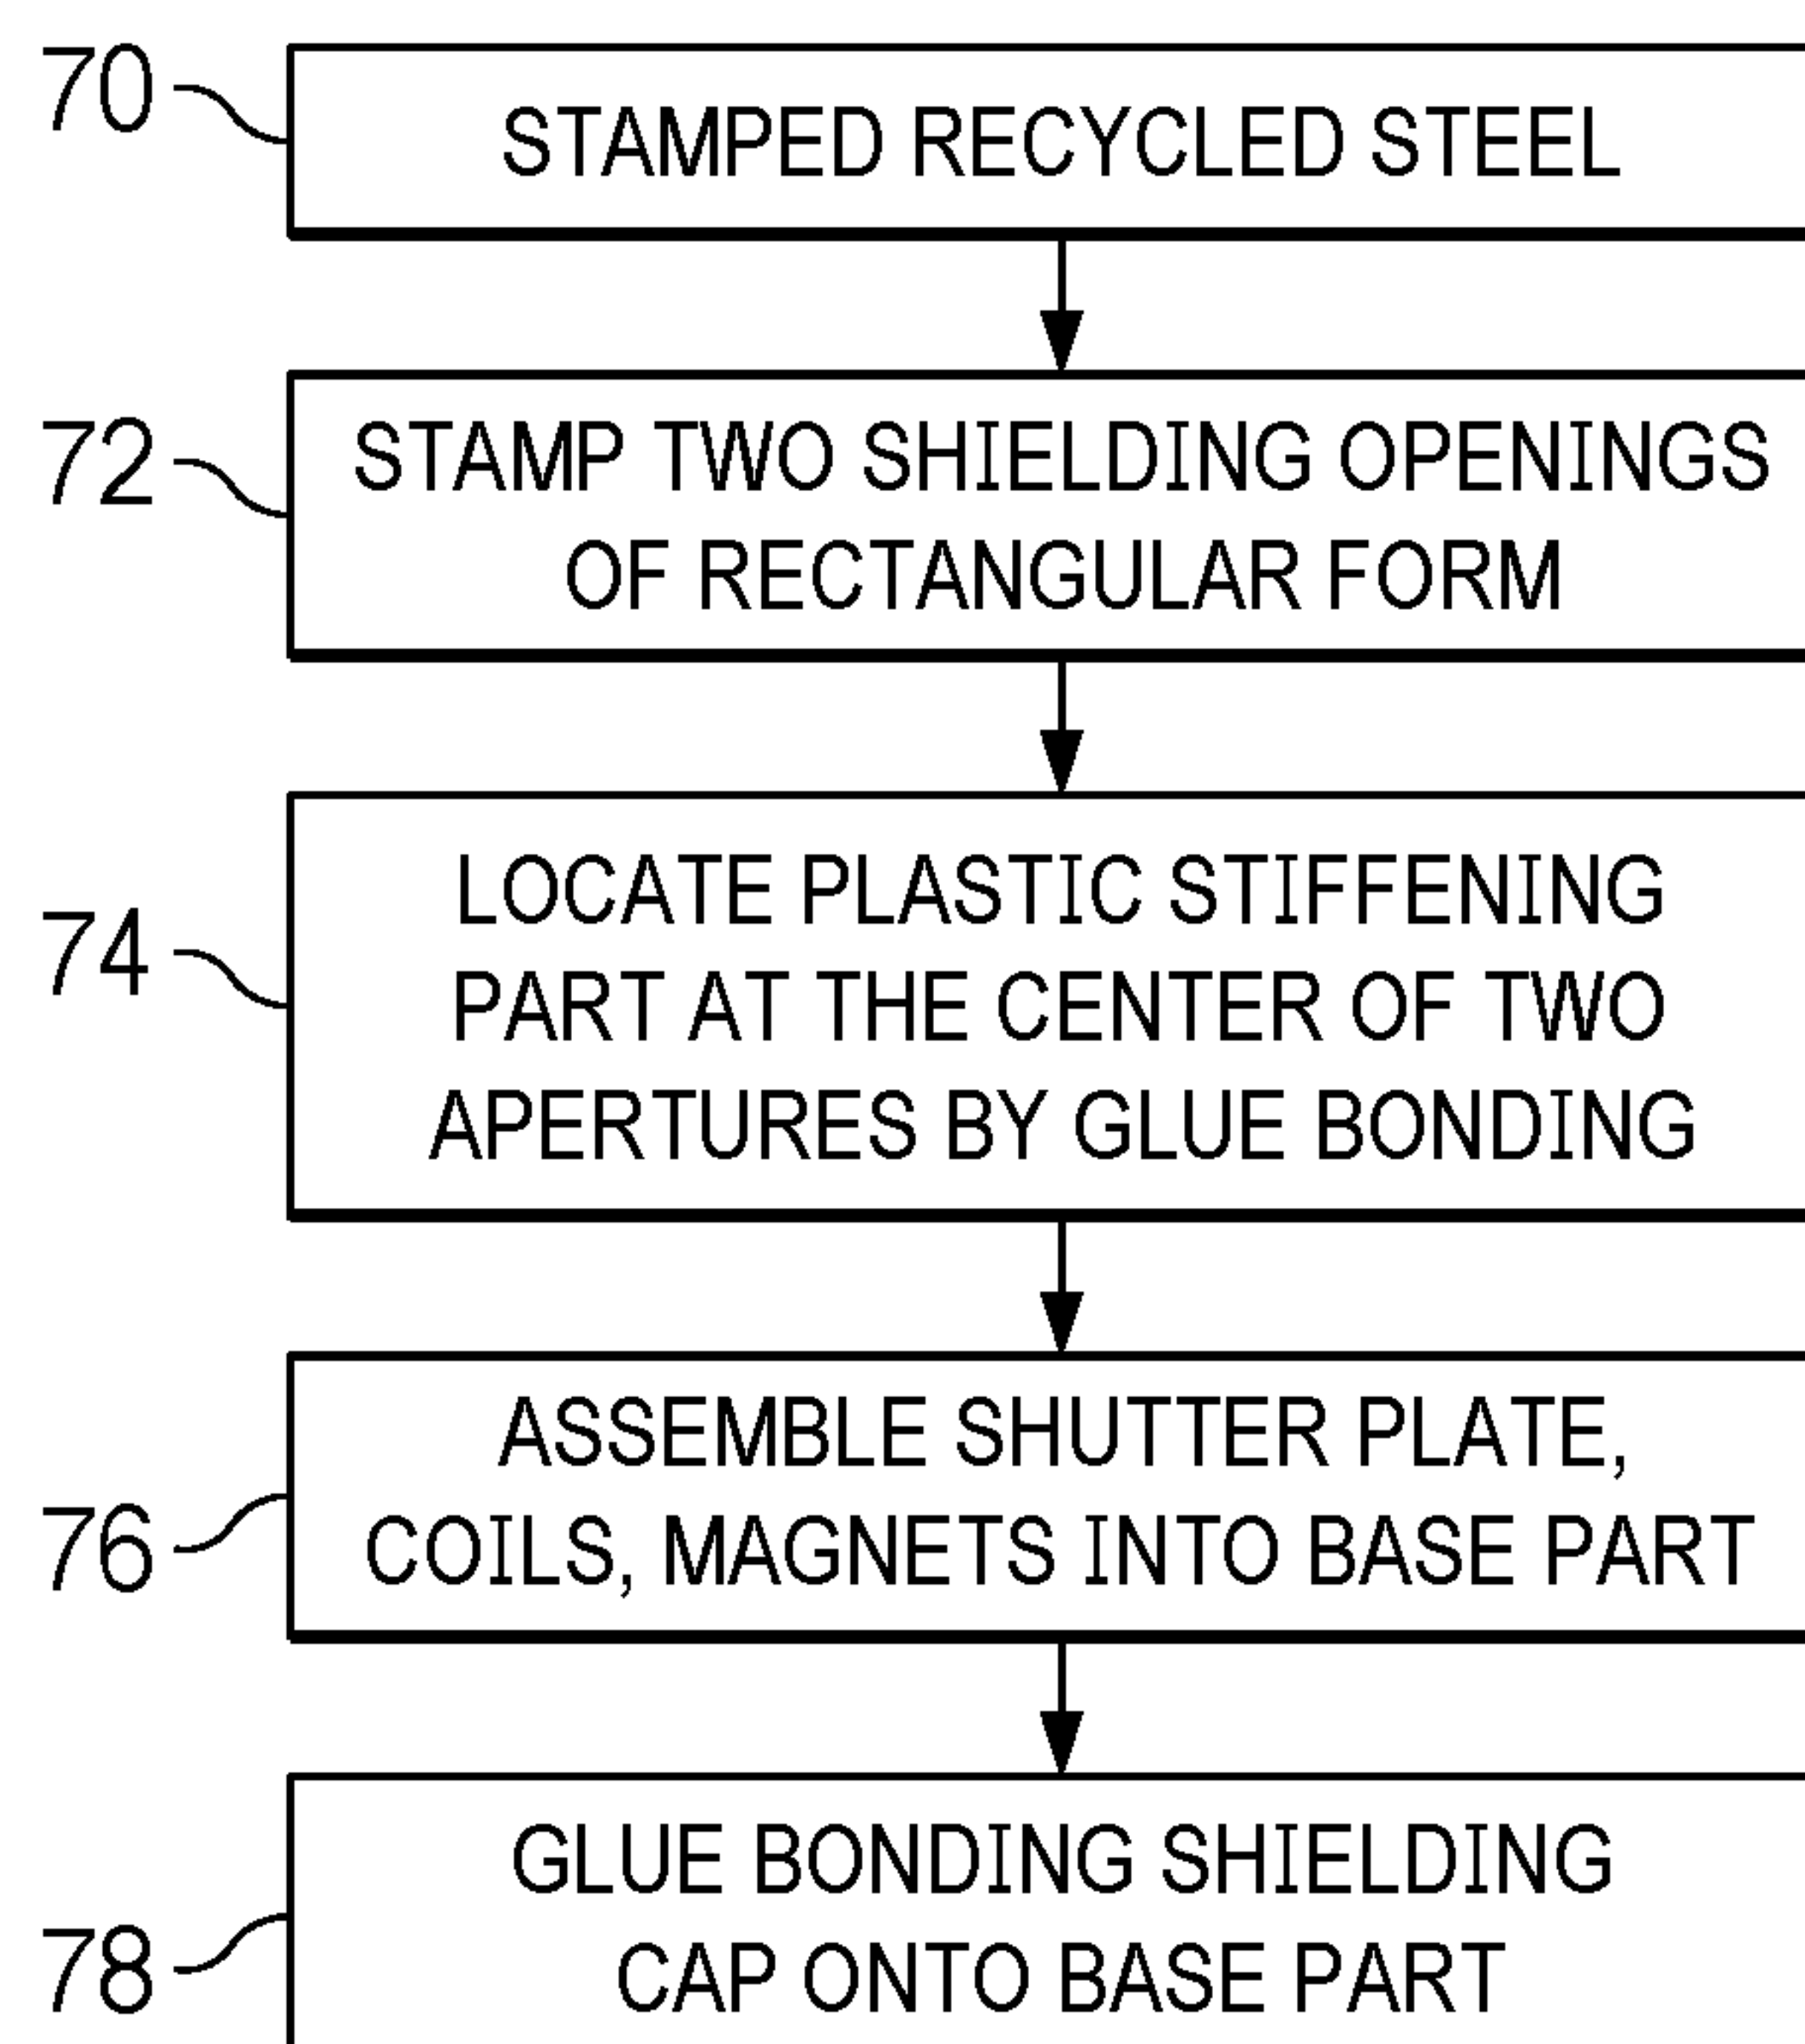 70
STAMPED RECYCLED STEEL
72
STAMP TWO SHIELDING OPENINGS
OF RECTANGULAR FORM
74
LOCATE PLASTIC STIFFENING
PART AT THE CENTER OF TWO
APERTURES BY GLUE BONDING
76
ASSEMBLE SHUTTER PLATE,
COILS, MAGNETS INTO BASE PART
78
GLUE BONDING SHIELDING
CAP ONTO BASE PART